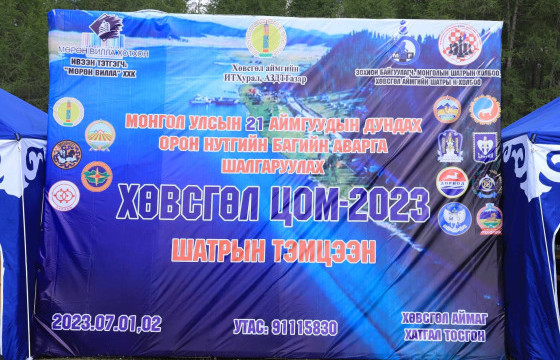 МӨРӨН ВИЛЛА ХОТХОН
ИВЭЭН ТЭТГЭГЧ:
"МӨРӨН ВИЛЛА" ХХК
Хөвсгөл аймгийн
ИТХурал, АЗДТГазар
ЗОХИОН БАЙГУУЛАГЧ: МОНГОЛЫН ШАТРЫН ХОЛБОО
ХӨВСГӨЛ АЙМГИЙН ШАТРЫН ХОЛБОО
МОНГОЛ УЛСЫН 21 АЙМГУУДЫН ДУНДАХ
ОРОН НУТГИЙН БАГИЙН АВАРГА
ШАЛГАРУУЛАХ
ХӨВСГӨЛ ЦОМ-2023
ШАТРЫН ТЭМЦЭЭН
2023.07.01,02
УТАС: 91115830
ХӨВСГӨЛ АЙМАГ
ХАТГАЛ ТОСГОН